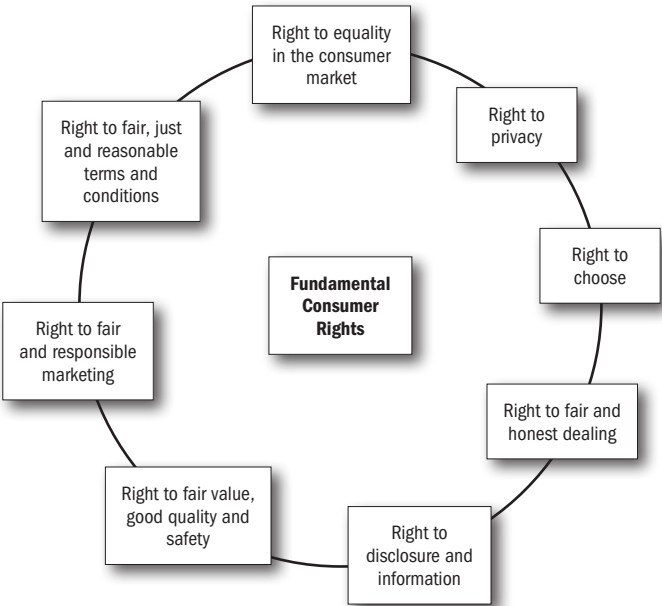 Right to equality
in the consumer
market
Right to
privacy
Right to
choose
Right to fair and
honest dealing
Right to
disclosure and
information
Right to fair value,
good quality and
safety
Right to fair
and responsible
marketing
Right to fair, just
and reasonable
terms and
conditions
Fundamental
Consumer
Rights